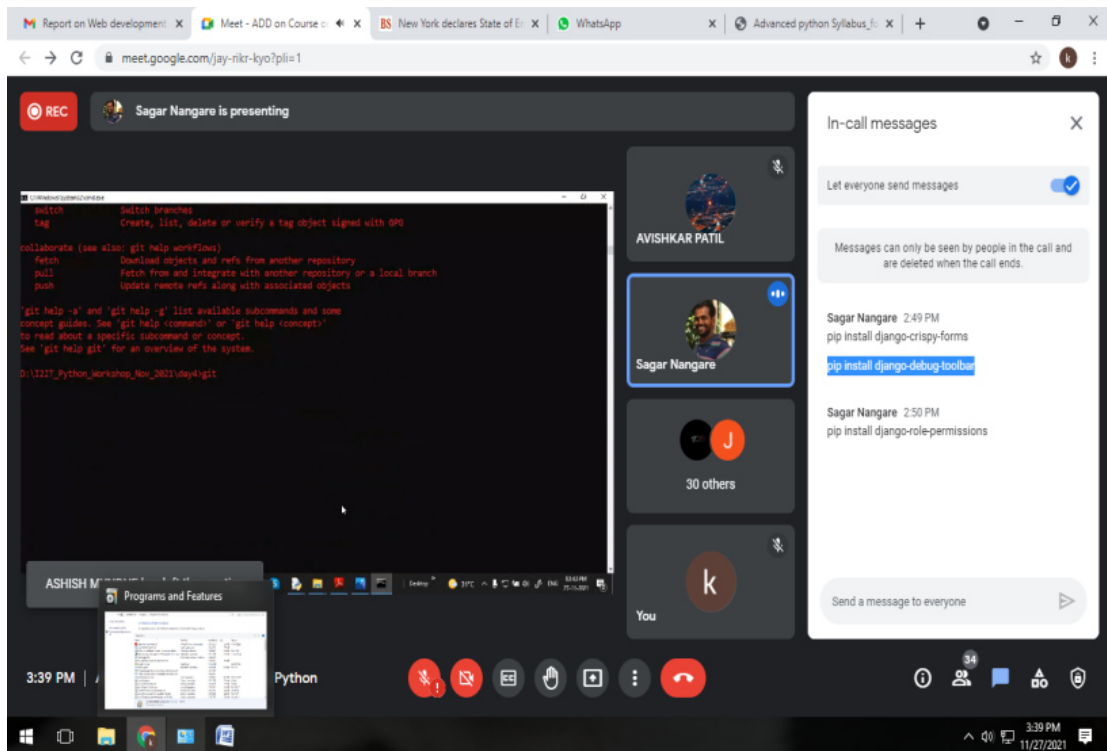 Report on Web development
Meet - ADD on Course o
BS New York declares State of Er
WhatsApp
Advanced python Syllabus_fo
meet.google.com/jay-rikr-kyo?pli=1
k
REC
Sagar Nangare is presenting
C:\Windows\System32\cmd.exe
switch Switch branches
tag Create, list, delete or verify a tag object signed with GPG
collaborate (see also: git help workflows)
fetch Download objects and refs from another repository
pull Fetch from and integrate with another repository or a local branch
push Update remote refs along with associated objects
'git help -a' and 'git help -g' list available subcommands and some
concept guides. See 'git help <command>' or 'git help <concept>'
to read about a specific subcommand or concept.
See 'git help git' for an overview of the system.
D:\I2IT_Python_Workshop_Nov_2021\day4>git
Desktop
31°C
ENG
AVISHKAR PATIL
Sagar Nangare
J
30 others
k
You
In-call messages
Let everyone send messages
Messages can only be seen by people in the call and
are deleted when the call ends.
Sagar Nangare 2:49 PM
pip install django-crispy-forms
pip install django-debug-toolbar
Sagar Nangare 2:50 PM
pip install django-role-permissions
Send a message to everyone
ASHISH
Programs and Features
3:39 PM
Python
34
3:39 PM
11/27/2021